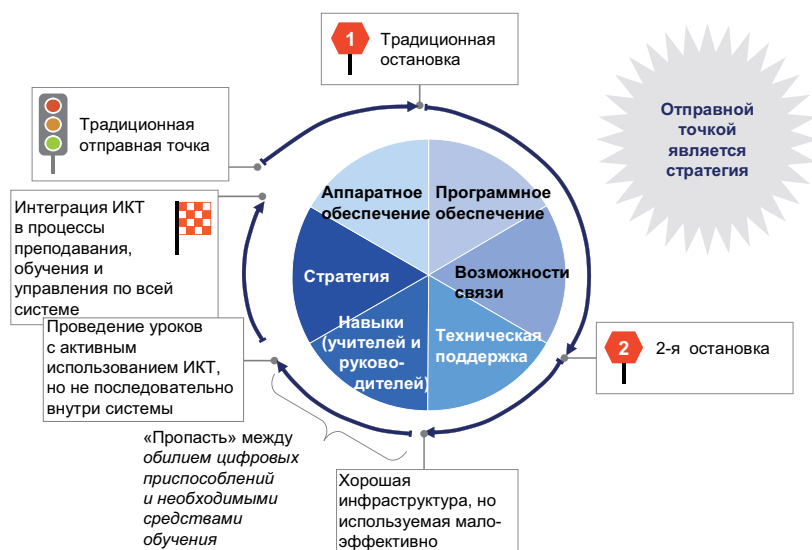 1
Традиционная
остановка
Традиционная
отправная точка
Отправной
точкой
является
стратегия
Аппаратное
обеспечение
Программное
обеспечение
Интеграция ИКТ
в процессы
преподавания,
обучения и
управления по всей
системе
Стратегия
Возможности
связи
Проведение уроков
с активным
использованием ИКТ,
но не последовательно
внутри системы
Навыки
(учителей и
руково-
дителей)
Техническая
поддержка
2
2-я остановка
«Пропасть» между
обилием цифровых
приспособлений
и необходимыми
средствами
обучения
Хорошая
инфраструктура, но
используемая мало-
эффективно